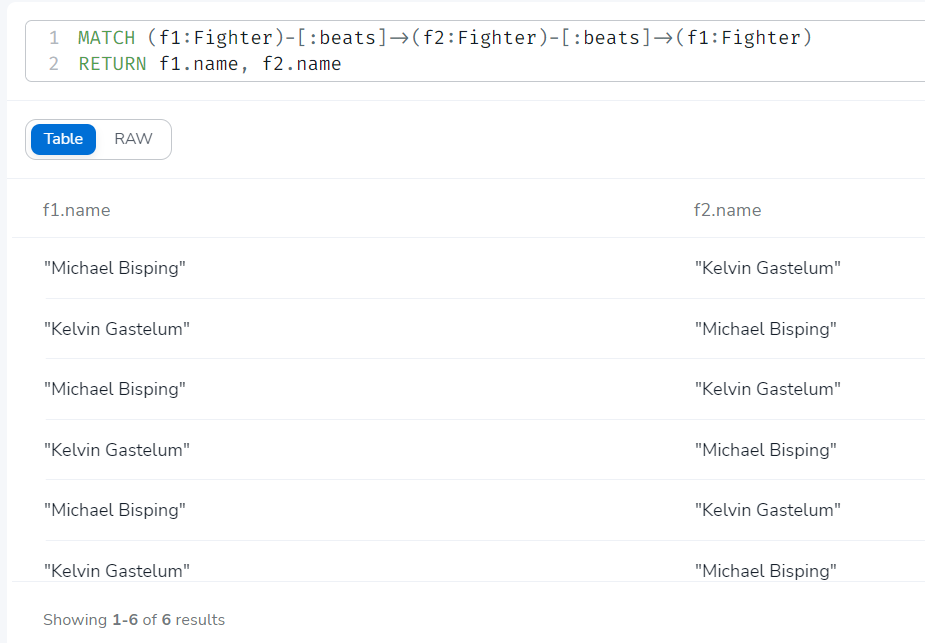 1 MATCH (f1:Fighter)-[:beats]->(f2:Fighter)-[:beats]->(f1:Fighter)
2 RETURN f1.name, f2.name
Table RAW
f1.name f2.name
"Michael Bisping" "Kelvin Gastelum"
"Kelvin Gastelum" "Michael Bisping"
"Michael Bisping" "Kelvin Gastelum"
"Kelvin Gastelum" "Michael Bisping"
"Michael Bisping" "Kelvin Gastelum"
"Kelvin Gastelum" "Michael Bisping"
Showing 1-6 of 6 results